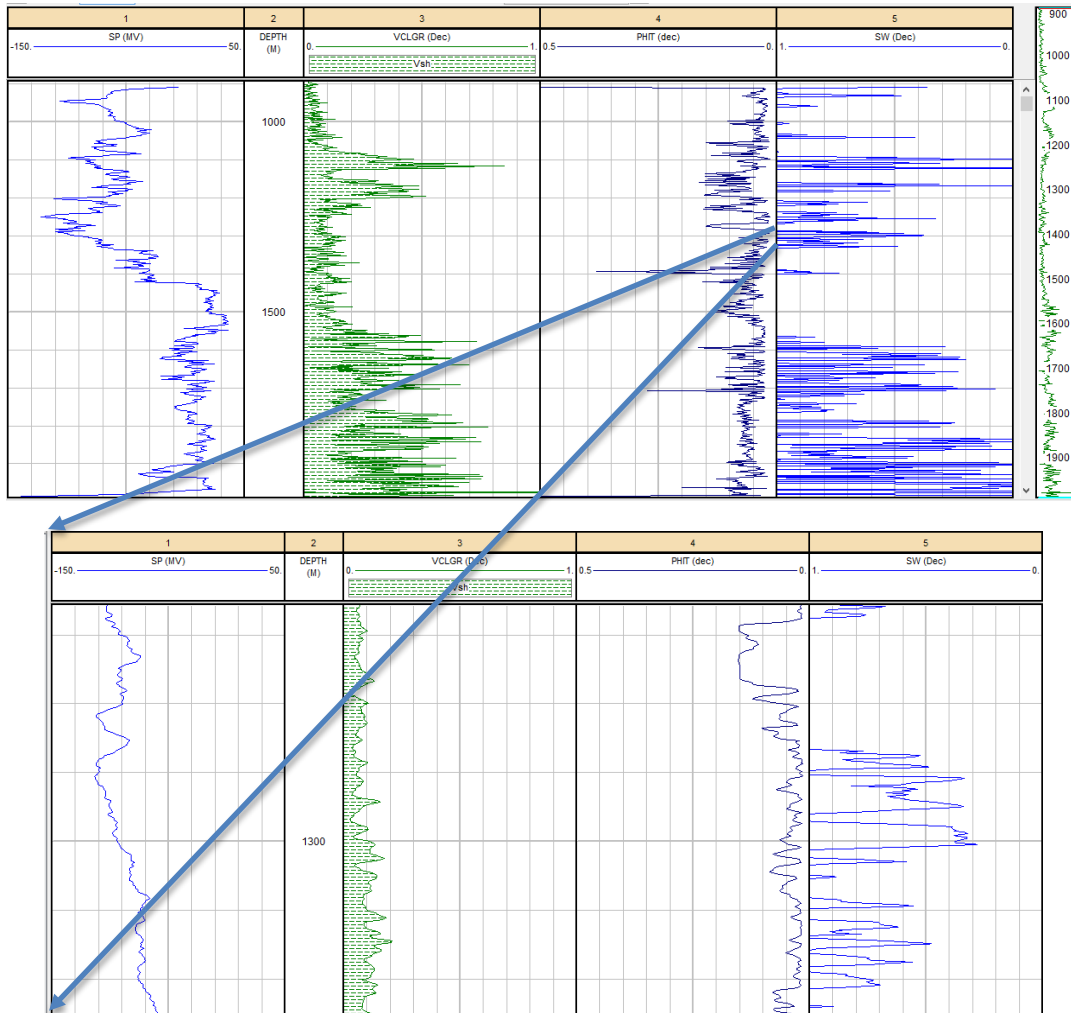 1 2 3 4 5
SP (MV) DEPTH VCLGR (Dec) PHIT (dec) SW (Dec)
-150. 50. (M) 0. 1. 0.5 0. 1. 0.
Vsh
900
1000
1100
1200
1300
1400
1500
1600
1700
1800
1900
1000
1500
1 2 3 4 5
SP (MV) DEPTH VCLGR (Dec) PHIT (dec) SW (Dec)
-150. 50. (M) 0. 1. 0.5 0. 1. 0.
Vsh
1300